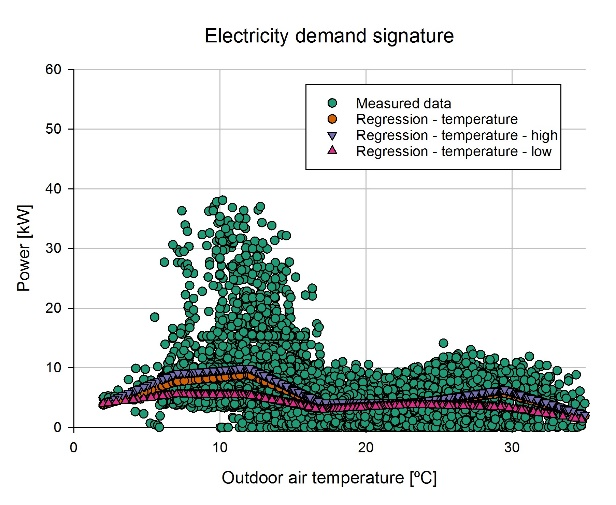 Electricity demand signature
60
50
40
30
20
10
0
Power [kW]
Measured data
Regression - temperature
Regression - temperature - high
Regression - temperature - low
0 10 20 30
Outdoor air temperature [ºC]